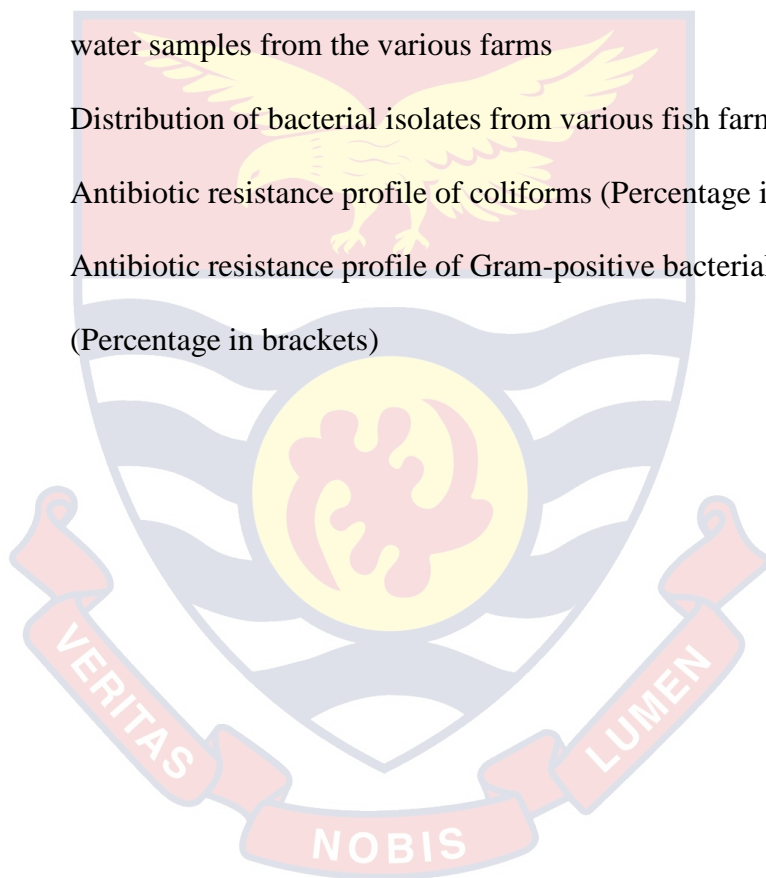 water samples from the various farms
Distribution of bacterial isolates from various fish farm
Antibiotic resistance profile of coliforms (Percentage i
Antibiotic resistance profile of Gram-positive bacterial
(Percentage in brackets)
VERITAS
NOBIS
LUMEN